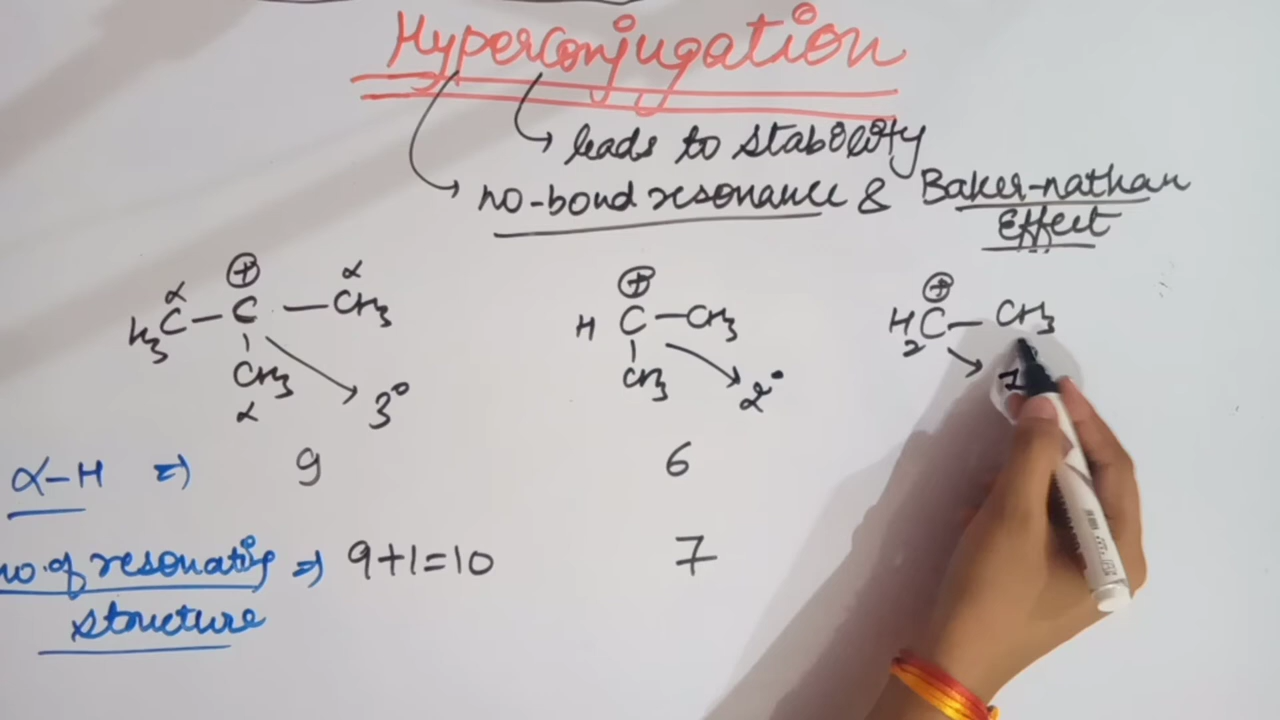 Hyperconjugation
leads to stability
no-bond resonance & Baker-nathan
Effect
⊕ α
α
H3C – C – CH3
CH3
α
3°
⊕
H C – CH3
CH3
2°
⊕
H2C – CH3
α-H ⇒ 9 6
no. of resonating ⇒ 9+1=10 7
structure